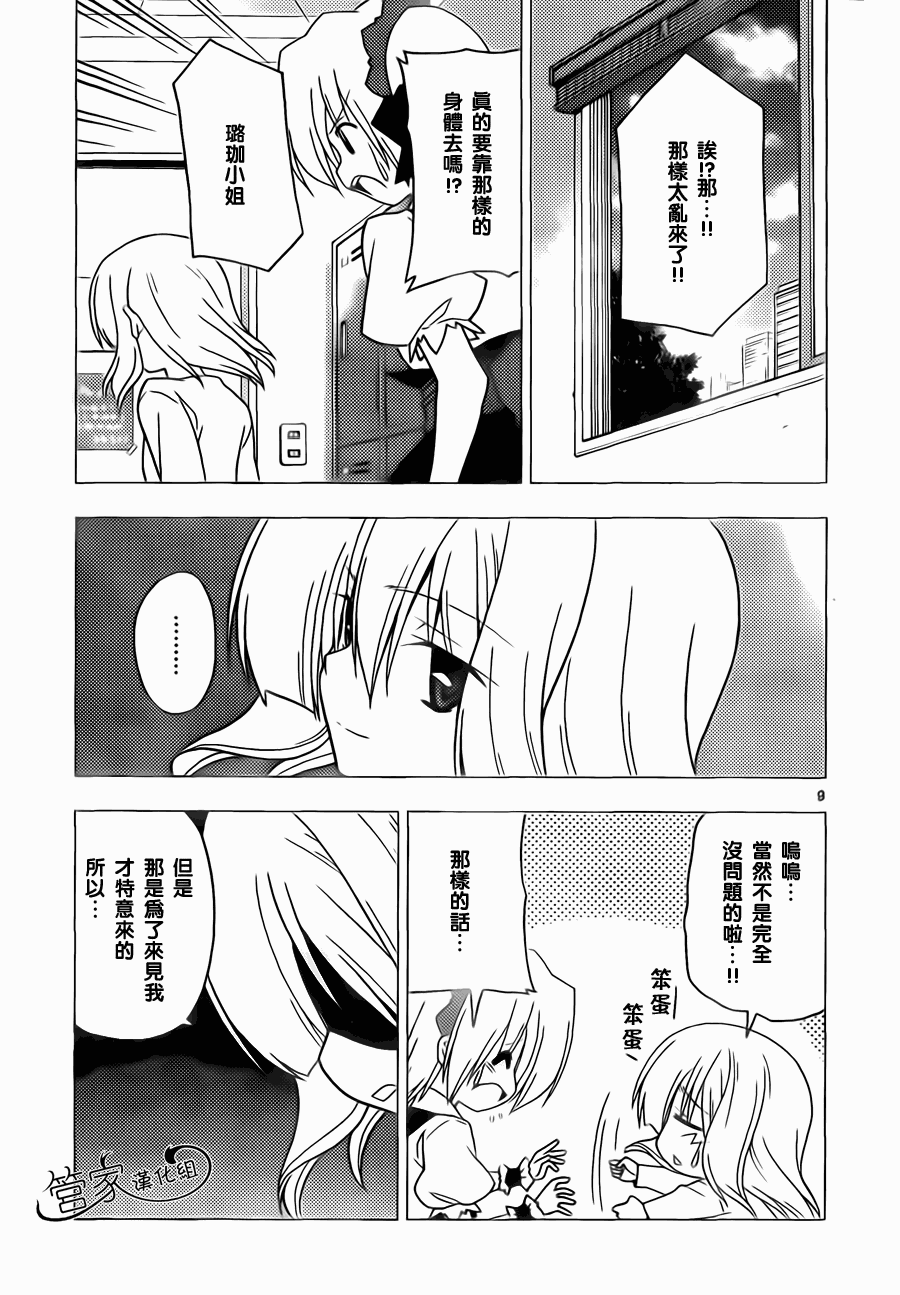 誒!?那…!!
那樣太亂來了!!
眞的要靠那樣的
身體去嗎!?
璐珈小姐
………
9
嗚嗚…
當然不是完全
沒問題的啦…!!
笨蛋
笨蛋
那樣的話…
但是
那是爲了來見我
才特意來的
所以…
管家漢化組